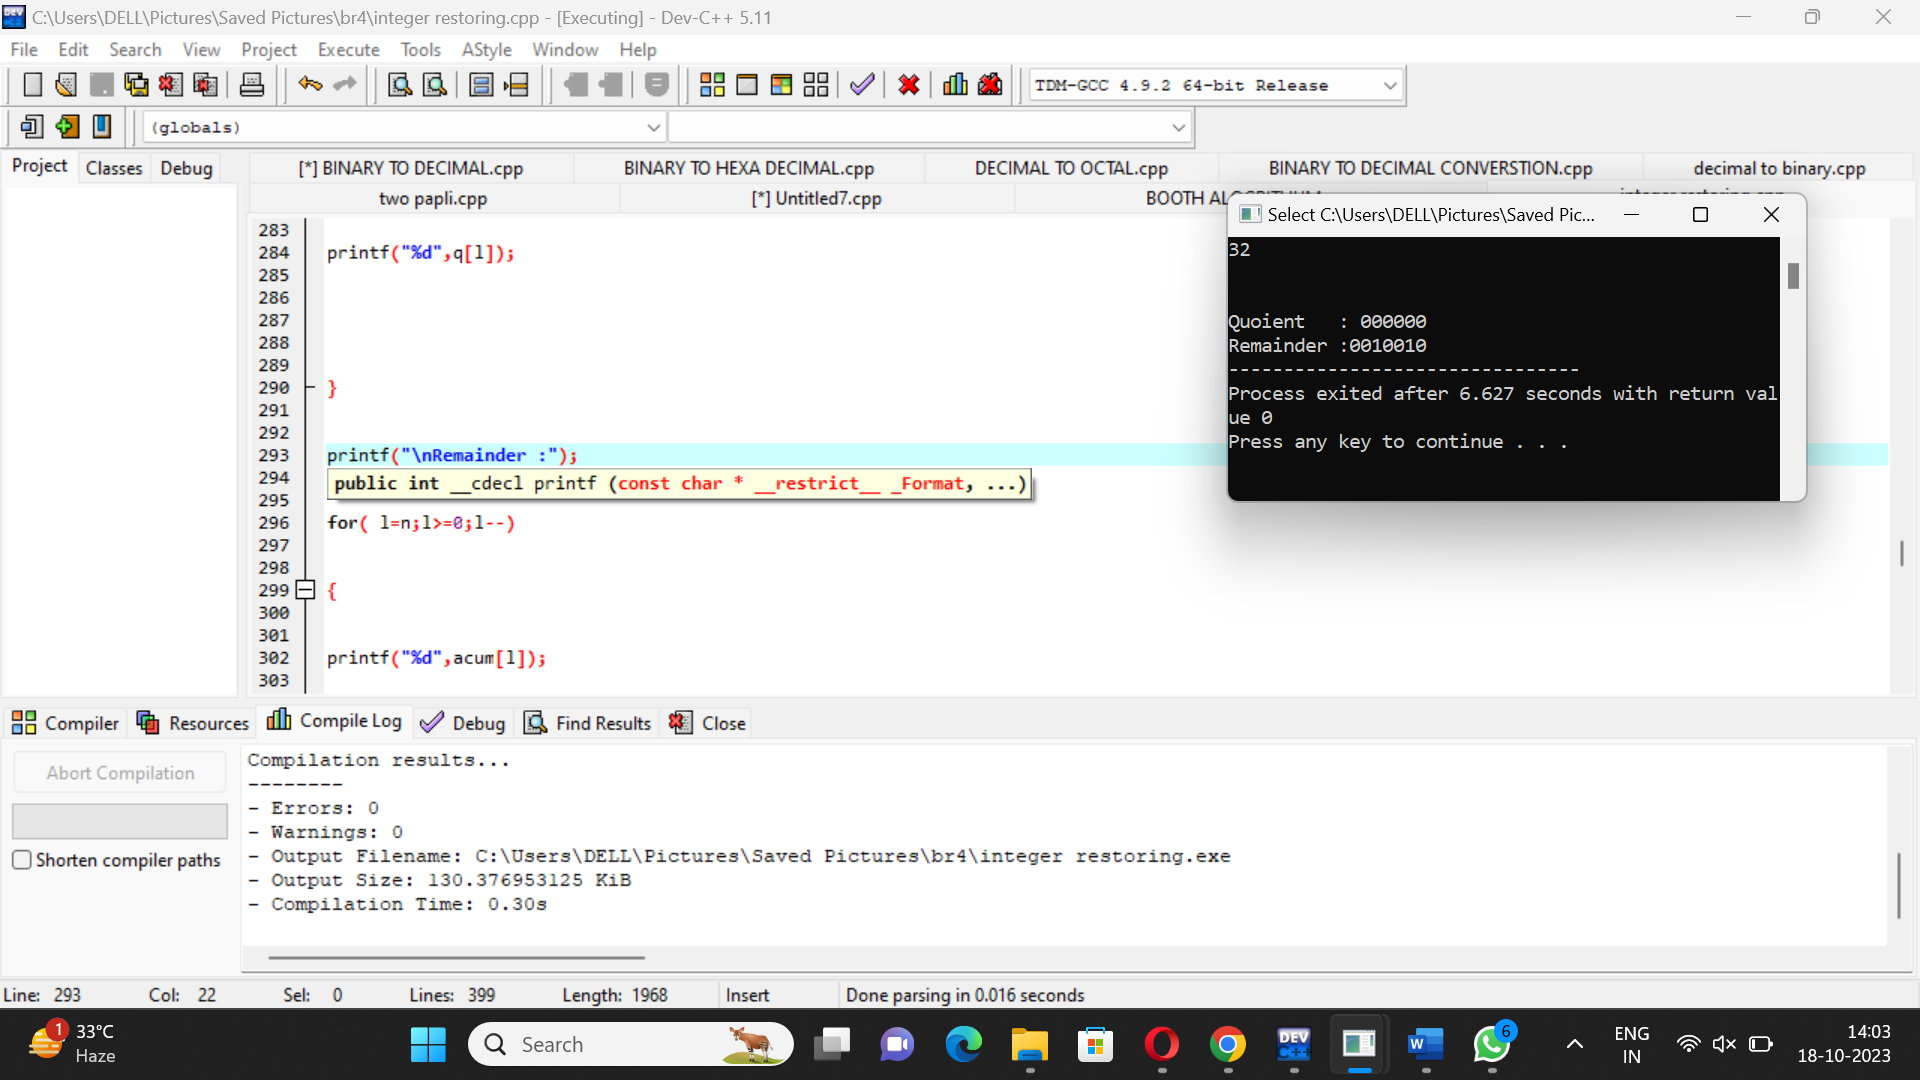 C:\Users\DELL\Pictures\Saved Pictures\br4\integer restoring.cpp - [Executing] - Dev-C++ 5.11
File Edit Search View Project Execute Tools AStyle Window Help
TDM-GCC 4.9.2 64-bit Release
(globals)
Project Classes Debug
[*] BINARY TO DECIMAL.cpp BINARY TO HEXA DECIMAL.cpp DECIMAL TO OCTAL.cpp BINARY TO DECIMAL CONVERSTION.cpp decimal to binary.cpp
two papli.cpp [*] Untitled7.cpp BOOTH integer restoring.cpp
283
284 printf("%d",q[l]);
285
286
287
288
289
290 }
291
292
293 printf("\nRemainder :");
294 public int __cdecl printf (const char * __restrict__ _Format, ...)
295
296 for( l=n;l>=0;l--)
297
298
299 {
300
301
302 printf("%d",acum[l]);
303
Select C:\Users\DELL\Pictures\Saved Pic...
32
Quoient : 000000
Remainder :0010010
--------------------------------
Process exited after 6.627 seconds with return val
ue 0
Press any key to continue . . .
Compiler Resources Compile Log Debug Find Results Close
Abort Compilation
Shorten compiler paths
Compilation results...
--------
- Errors: 0
- Warnings: 0
- Output Filename: C:\Users\DELL\Pictures\Saved Pictures\br4\integer restoring.exe
- Output Size: 130.376953125 KiB
- Compilation Time: 0.30s
Line: 293 Col: 22 Sel: 0 Lines: 399 Length: 1968 Insert Done parsing in 0.016 seconds
1 33°C
Haze
Search
DEV
C++
W
6
ENG
IN
14:03
18-10-2023